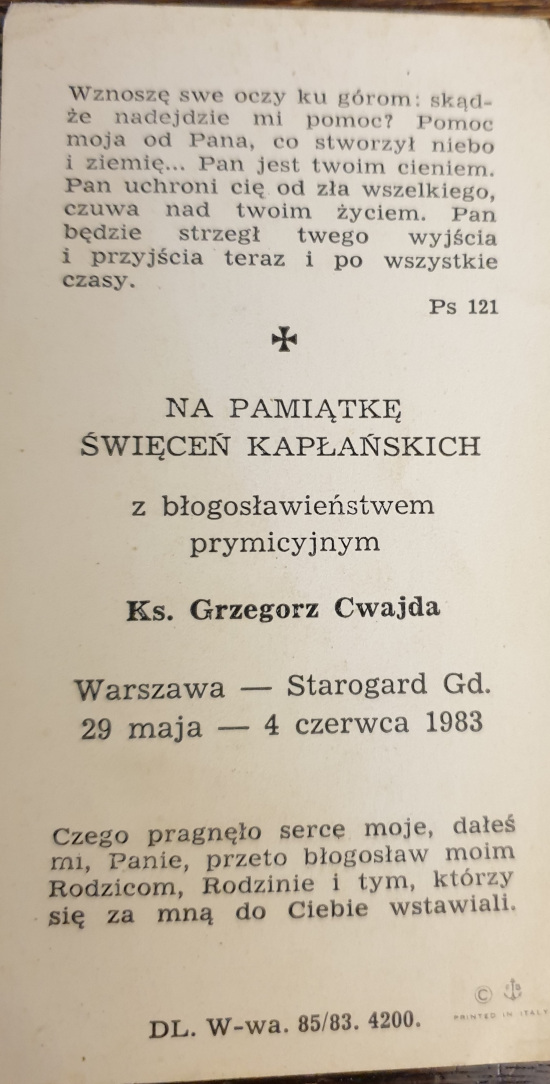 Wznoszę swe oczy ku górom: skąd-
że nadejdzie mi pomoc? Pomoc
moja od Pana, co stworzył niebo
i ziemię... Pan jest twoim cieniem.
Pan uchroni cię od zła wszelkiego,
czuwa nad twoim życiem. Pan
będzie strzegł twego wyjścia
i przyjścia teraz i po wszystkie
czasy.
Ps 121
✠
NA PAMIĄTKĘ
ŚWIĘCEŃ KAPŁAŃSKICH
z błogosławieństwem
prymicyjnym
Ks. Grzegorz Cwajda
Warszawa — Starogard Gd.
29 maja — 4 czerwca 1983
Czego pragnęło serce moje, dałeś
mi, Panie, przeto błogosław moim
Rodzicom, Rodzinie i tym, którzy
się za mną do Ciebie wstawiali.
©
PRINTED IN ITALY
DL. W-wa. 85/83. 4200.